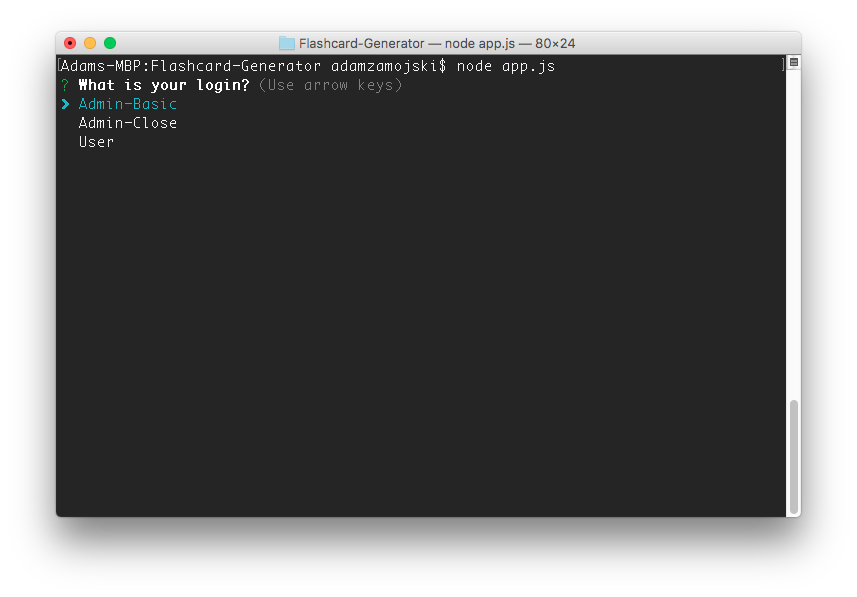 Flashcard-Generator — node app.js — 80×24
[Adams-MBP:Flashcard-Generator adamzamojski$ node app.js ]
? What is your login? (Use arrow keys)
❯ Admin-Basic
Admin-Close
User